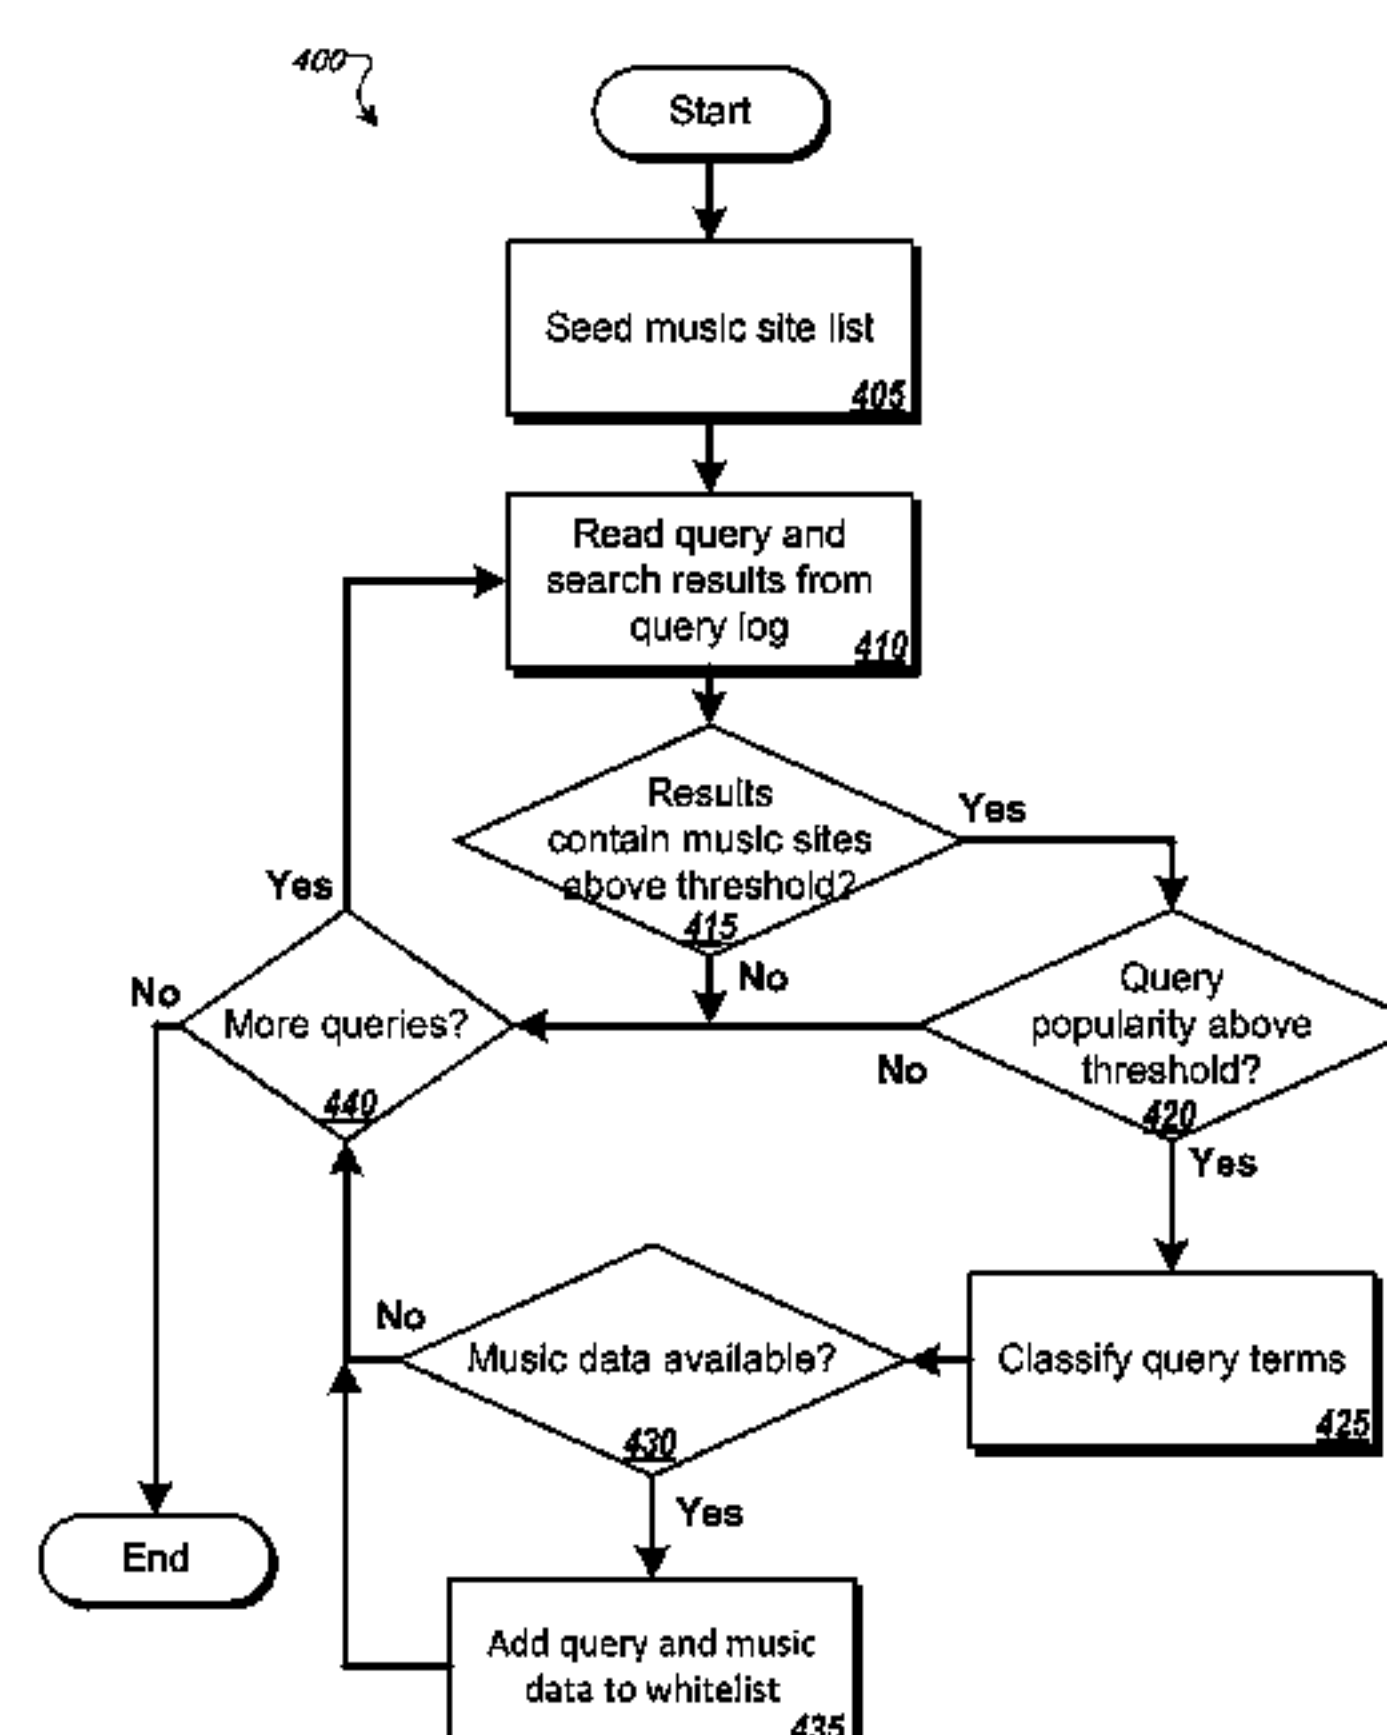 400
Start
Seed music site list
405
Read query and
search results from
query log
410
Results
contain music sites
above threshold?
415
Yes
No
Query
popularity above
threshold?
420
No
Yes
Yes
No
More queries?
440
Classify query terms
425
No
Music data available?
430
Yes
End
Add query and music
data to whitelist
435